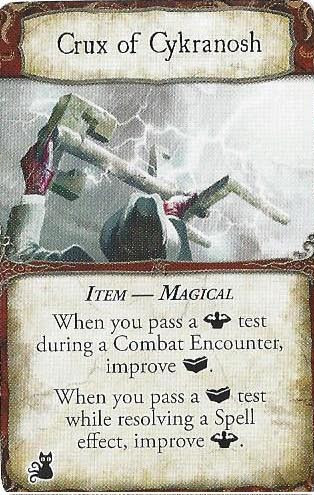 Crux of Cykranosh
ITEM — MAGICAL
When you pass a test
during a Combat Encounter,
improve .
When you pass a test
while resolving a Spell
effect, improve .